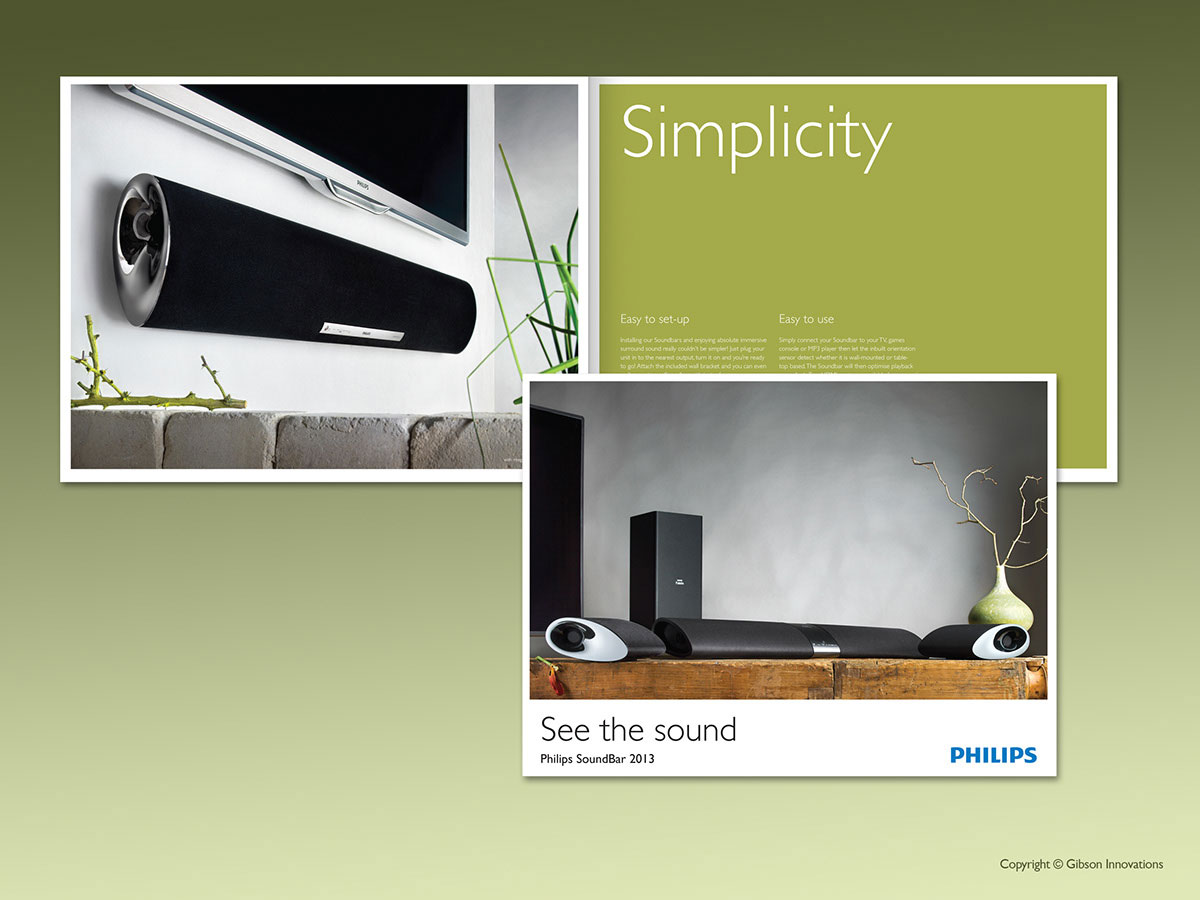 PHILIPS
Simplicity
Easy to set-up
Installing our Soundbars and enjoying absolute immersive
surround sound really couldn't be simpler! Just plug your
unit in to the nearest output, turn it on and you're ready
to go! Attach the included wall bracket and you can even
Easy to use
Simply connect your Soundbar to your TV, games
console or MP3 player then let the inbuilt orientation
sensor detect whether it is wall-mounted or table-
top based. The Soundbar will then optimise playback
See the sound
Philips SoundBar 2013
PHILIPS
Copyright © Gibson Innovations